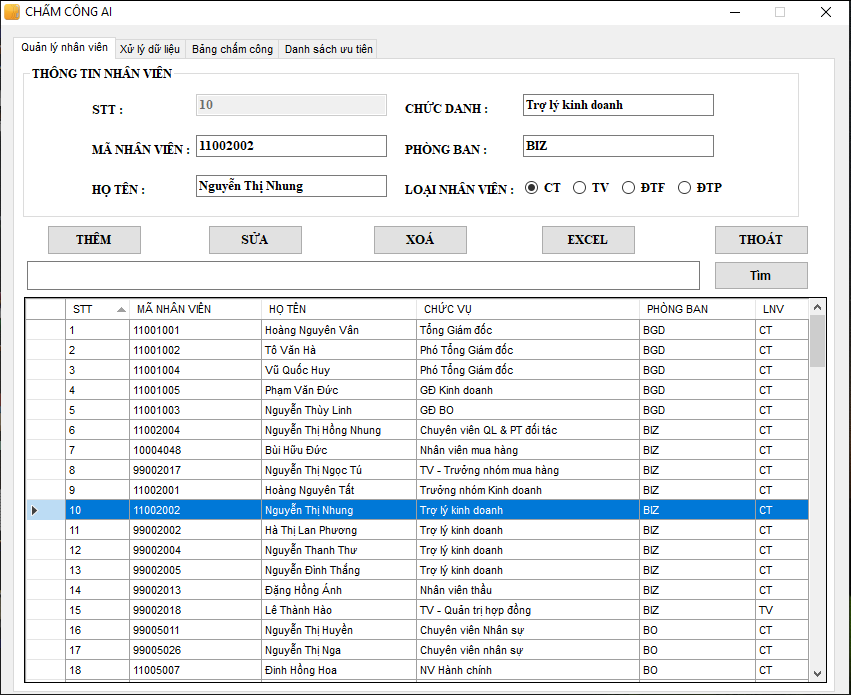 CHẤM CÔNG AI
Quản lý nhân viên Xử lý dữ liệu Bảng chấm công Danh sách ưu tiên
THÔNG TIN NHÂN VIÊN
STT : 10 CHỨC DANH : Trợ lý kinh doanh
MÃ NHÂN VIÊN : 11002002 PHÒNG BAN : BIZ
HỌ TÊN : Nguyễn Thị Nhung LOẠI NHÂN VIÊN : CT TV ĐTF ĐTP
THÊM SỬA XOÁ EXCEL THOÁT
Tìm
STT MÃ NHÂN VIÊN HỌ TÊN CHỨC VỤ PHÒNG BAN LNV
1 11001001 Hoàng Nguyên Vân Tổng Giám đốc BGD CT
2 11001002 Tô Văn Hà Phó Tổng Giám đốc BGD CT
3 11001004 Vũ Quốc Huy Phó Tổng Giám đốc BGD CT
4 11001005 Phạm Văn Đức GĐ Kinh doanh BGD CT
5 11001003 Nguyễn Thùy Linh GĐ BO BGD CT
6 11002004 Nguyễn Thị Hồng Nhung Chuyên viên QL & PT đối tác BIZ CT
7 10004048 Bùi Hữu Đức Nhân viên mua hàng BIZ CT
8 99002017 Nguyễn Thị Ngọc Tú TV - Trưởng nhóm mua hàng BIZ CT
9 11002001 Hoàng Nguyên Tất Trưởng nhóm Kinh doanh BIZ CT
10 11002002 Nguyễn Thị Nhung Trợ lý kinh doanh BIZ CT
11 99002002 Hà Thị Lan Phương Trợ lý kinh doanh BIZ CT
12 99002004 Nguyễn Thanh Thư Trợ lý kinh doanh BIZ CT
13 99002005 Nguyễn Đình Thắng Trợ lý kinh doanh BIZ CT
14 99002013 Đặng Hồng Ánh Nhân viên thầu BIZ CT
15 99002018 Lê Thành Hào TV - Quản trị hợp đồng BIZ TV
16 99005011 Nguyễn Thị Huyền Chuyên viên Nhân sự BO CT
17 99005026 Nguyễn Thị Nga Chuyên viên nhân sự BO CT
18 11005007 Đinh Hồng Hoa NV Hành chính BO CT